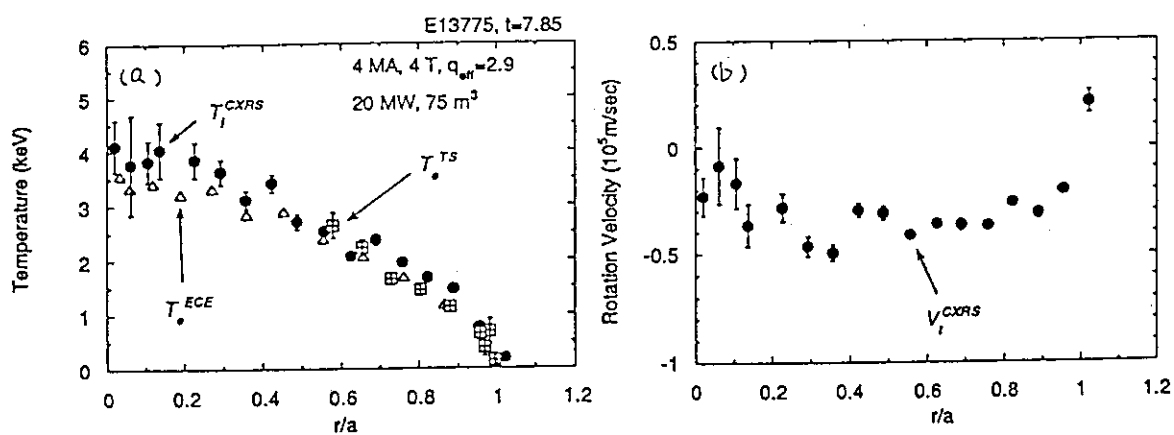 E13775, t=7.85
(a)
4 MA, 4 T, q_eff=2.9
20 MW, 75 m³
T_i^CXRS
T_e^TS
T_e^ECE
Temperature (keV)
6
5
4
3
2
1
0
0
0.2
0.4
0.6
0.8
1
1.2
r/a
(b)
V_t^CXRS
Rotation Velocity (10⁵m/sec)
0.5
0
-0.5
-1
0
0.2
0.4
0.6
0.8
1
1.2
r/a